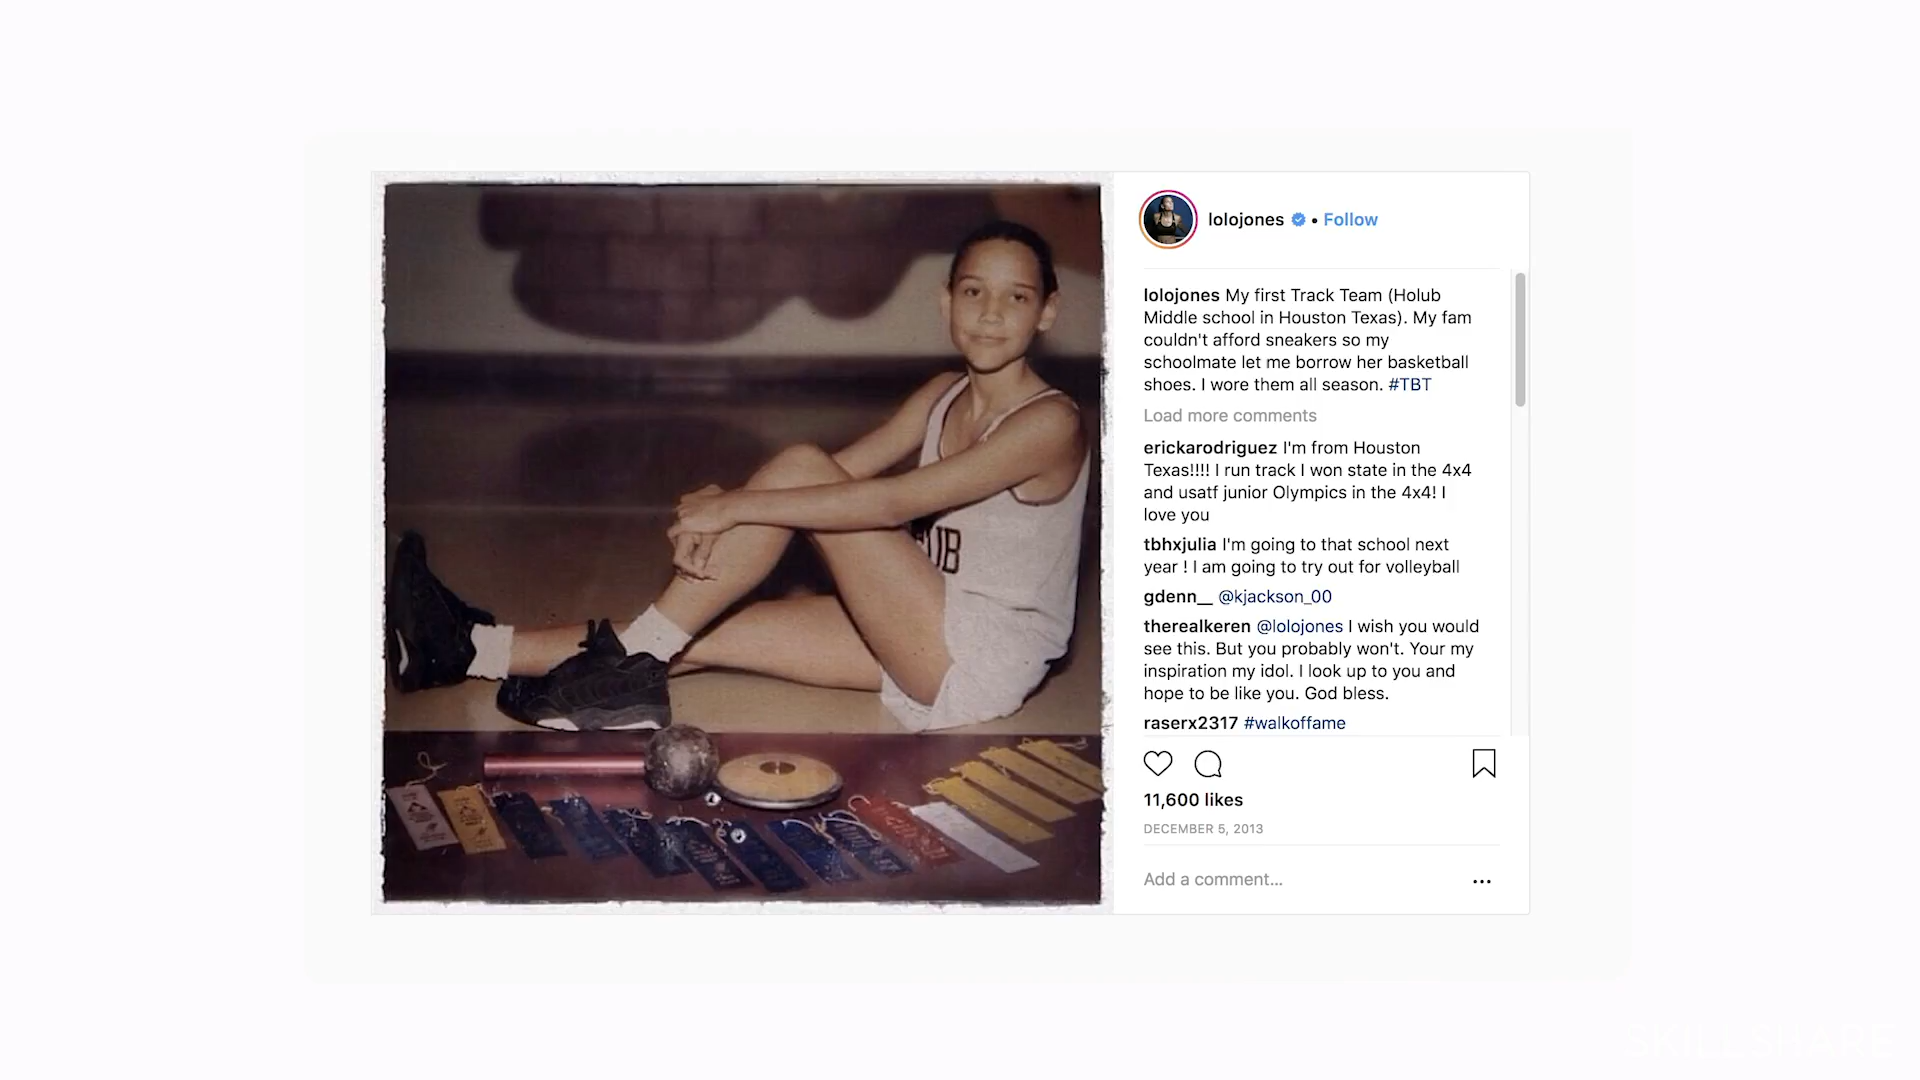 lolojones • Follow
lolojones My first Track Team (Holub
Middle school in Houston Texas). My fam
couldn't afford sneakers so my
schoolmate let me borrow her basketball
shoes. I wore them all season. #TBT
Load more comments
erickarodriguez I'm from Houston
Texas!!!! I run track I won state in the 4x4
and usatf junior Olympics in the 4x4! I
love you
tbhxjulia I'm going to that school next
year ! I am going to try out for volleyball
gdenn__ @kjackson_00
therealkeren @lolojones I wish you would
see this. But you probably won't. Your my
inspiration my idol. I look up to you and
hope to be like you. God bless.
raserx2317 #walkoffame
11,600 likes
DECEMBER 5, 2013
Add a comment...
UB
SKILLSHARE